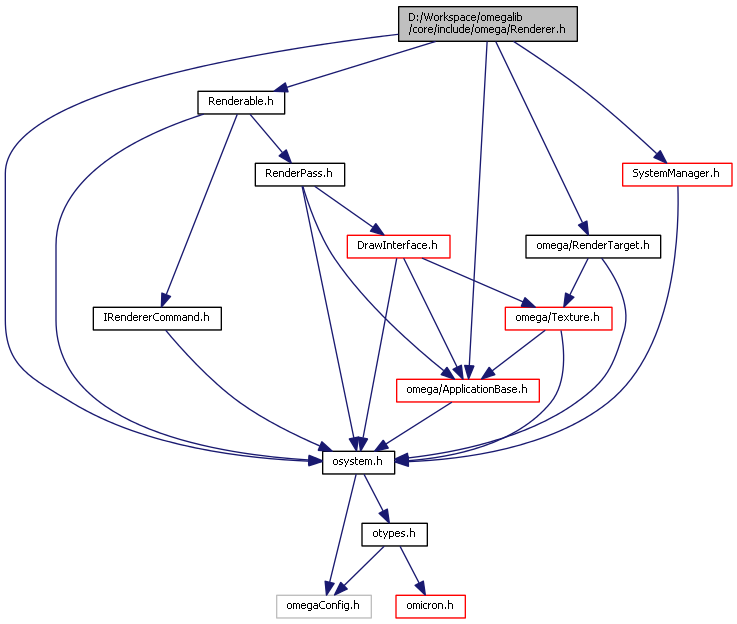 D:/Workspace/omegalib
/core/include/omega/Renderer.h
Renderable.h
RenderPass.h
SystemManager.h
DrawInterface.h
omega/RenderTarget.h
IRendererCommand.h
omega/Texture.h
omega/ApplicationBase.h
osystem.h
otypes.h
omegaConfig.h
omicron.h